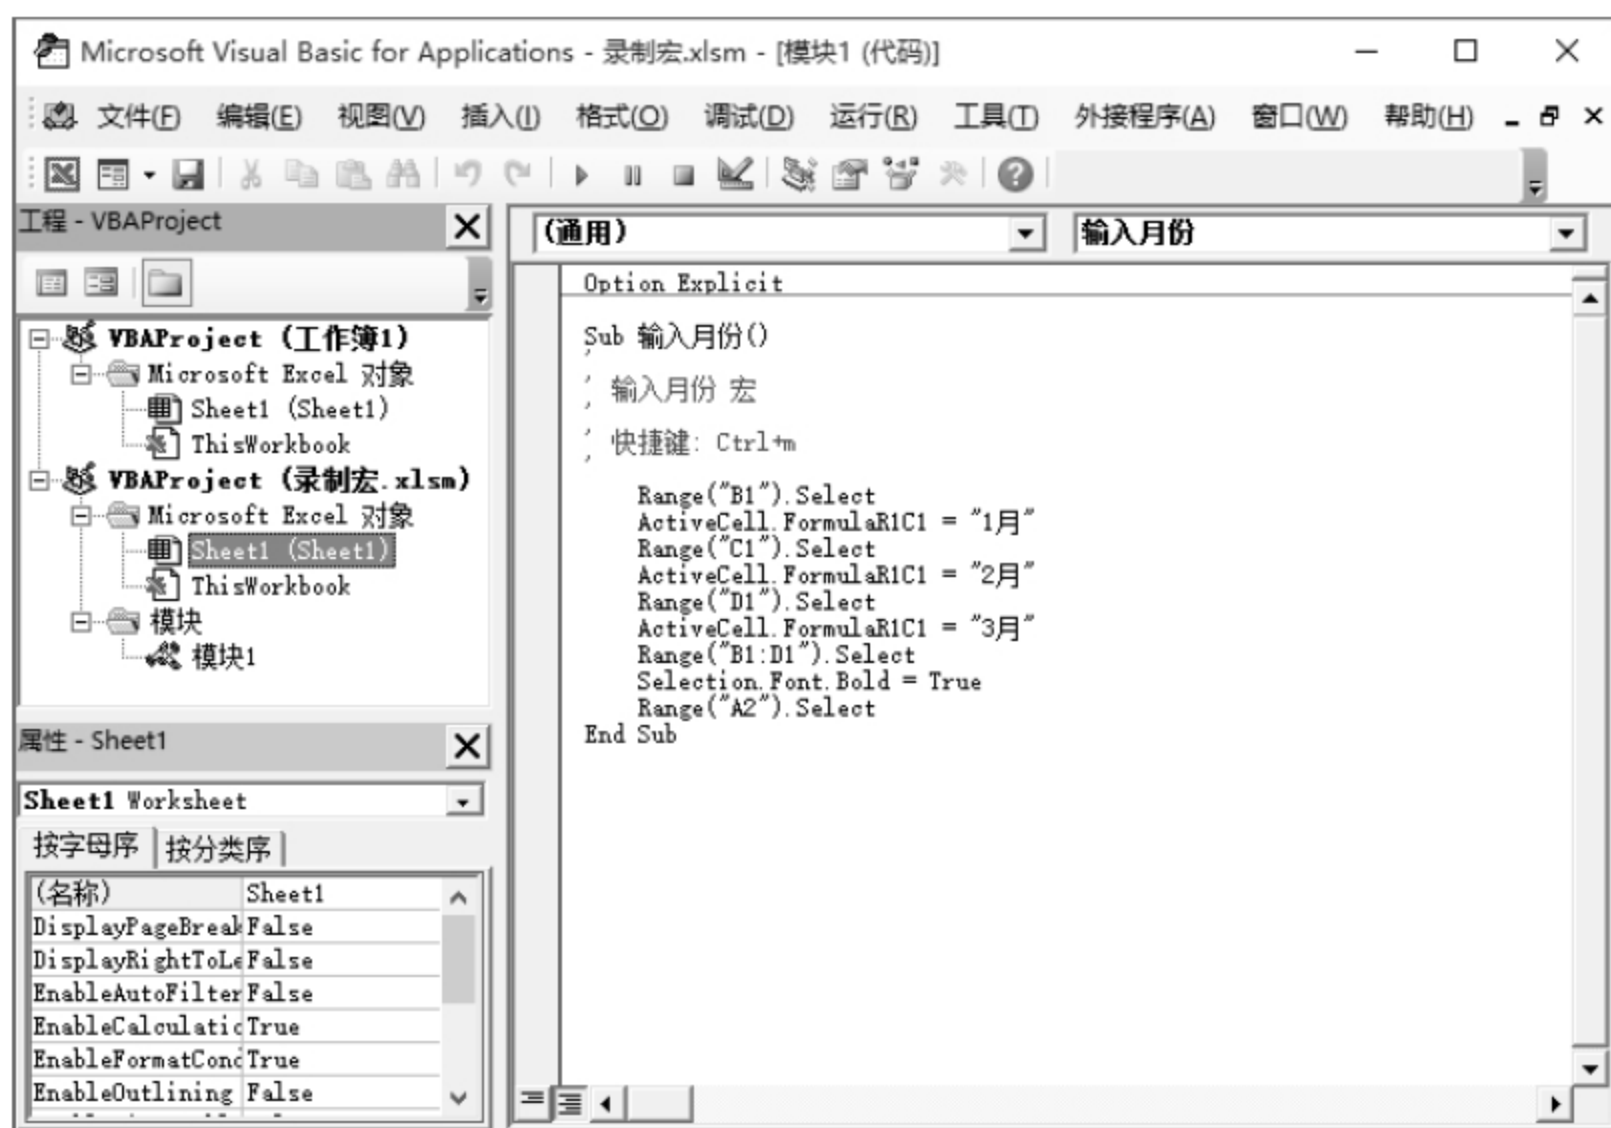 Microsoft Visual Basic for Applications - 录制宏.xlsm - [模块1 (代码)]
文件(F) 编辑(E) 视图(V) 插入(I) 格式(O) 调试(D) 运行(R) 工具(T) 外接程序(A) 窗口(W) 帮助(H)
工程 - VBAProject
VBAProject (工作簿1)
Microsoft Excel 对象
Sheet1 (Sheet1)
ThisWorkbook
VBAProject (录制宏.xlsm)
Microsoft Excel 对象
Sheet1 (Sheet1)
ThisWorkbook
模块
模块1
属性 - Sheet1
Sheet1 Worksheet
按字母序 按分类序
(名称) Sheet1
DisplayPageBreak False
DisplayRightToLe False
EnableAutoFilter False
EnableCalculatic True
EnableFormatConc True
EnableOutlining False
(通用) 输入月份
Option Explicit
Sub 输入月份()
'
' 输入月份 宏
'
' 快捷键: Ctrl+m
'
Range("B1").Select
ActiveCell.FormulaR1C1 = "1月"
Range("C1").Select
ActiveCell.FormulaR1C1 = "2月"
Range("D1").Select
ActiveCell.FormulaR1C1 = "3月"
Range("B1:D1").Select
Selection.Font.Bold = True
Range("A2").Select
End Sub